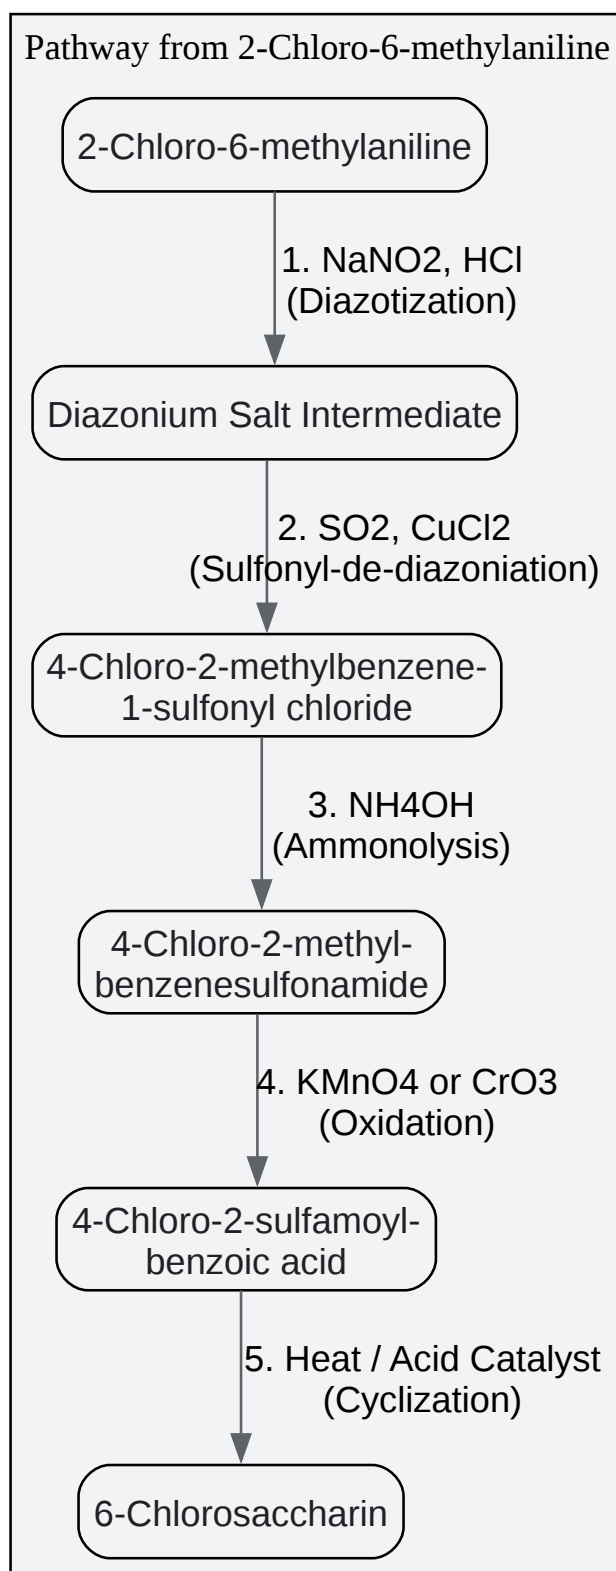 Pathway from 2-Chloro-6-methylaniline
2-Chloro-6-methylaniline
1. NaNO2, HCl
(Diazotization)
Diazonium Salt Intermediate
2. SO2, CuCl2
(Sulfonyl-de-diazoniation)
4-Chloro-2-methylbenzene-
1-sulfonyl chloride
3. NH4OH
(Ammonolysis)
4-Chloro-2-methyl-
benzenesulfonamide
4. KMnO4 or CrO3
(Oxidation)
4-Chloro-2-sulfamoyl-
benzoic acid
5. Heat / Acid Catalyst
(Cyclization)
6-Chlorosaccharin